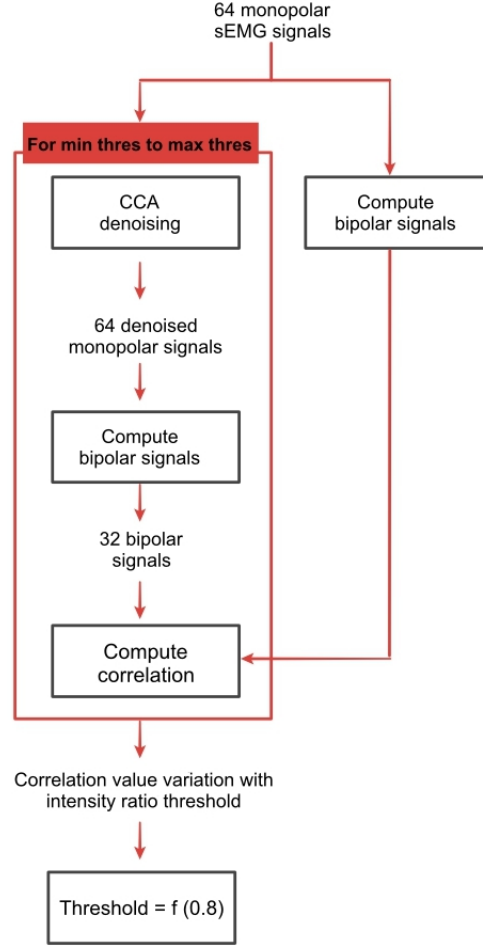 64 monopolar
sEMG signals
For min thres to max thres
CCA
denoising
Compute
bipolar signals
64 denoised
monopolar signals
Compute
bipolar signals
32 bipolar
signals
Compute
correlation
Correlation value variation with
intensity ratio threshold
Threshold = f (0.8)